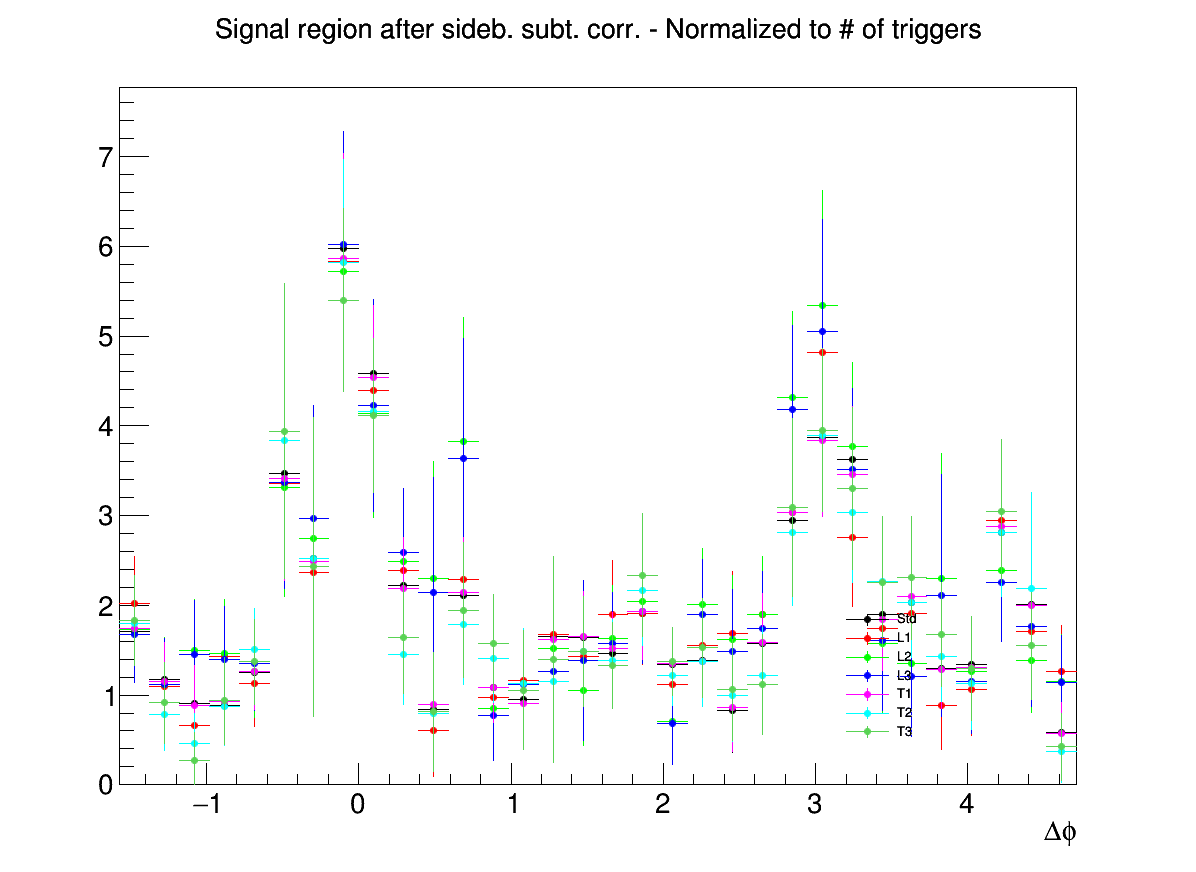 Signal region after sideb. subt. corr. - Normalized to # of triggers
7
6
5
4
3
2
1
0
−1 0 1 2 3 4
Δϕ
Std
L1
L2
L3
T1
T2
T3